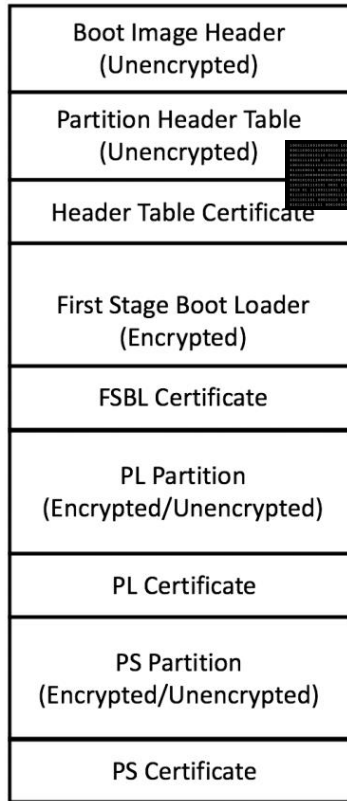 Boot Image Header
(Unencrypted)
Partition Header Table
(Unencrypted)
Header Table Certificate
First Stage Boot Loader
(Encrypted)
FSBL Certificate
PL Partition
(Encrypted/Unencrypted)
PL Certificate
PS Partition
(Encrypted/Unencrypted)
PS Certificate